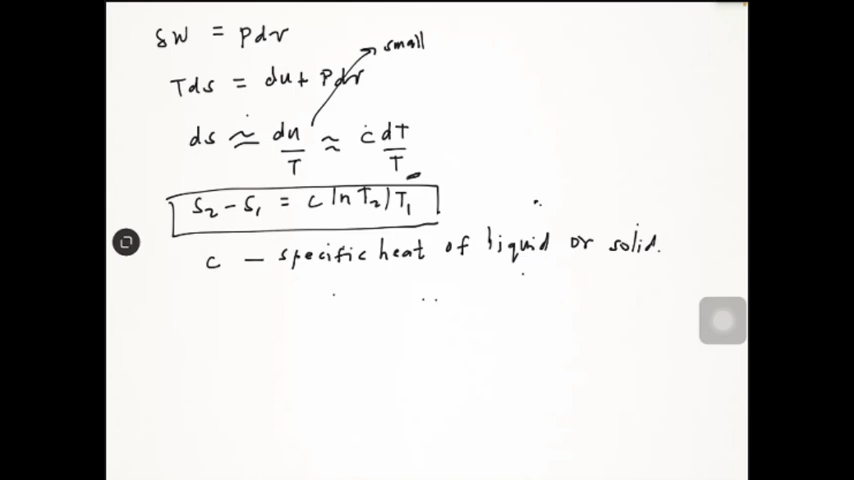 δw = pdv
→ small
Tds = du + Pdv
ds ≈ du/T ≈ c dT/T
S₂ - S₁ = c ln T₂/T₁
c — specific heat of liquid or solid.